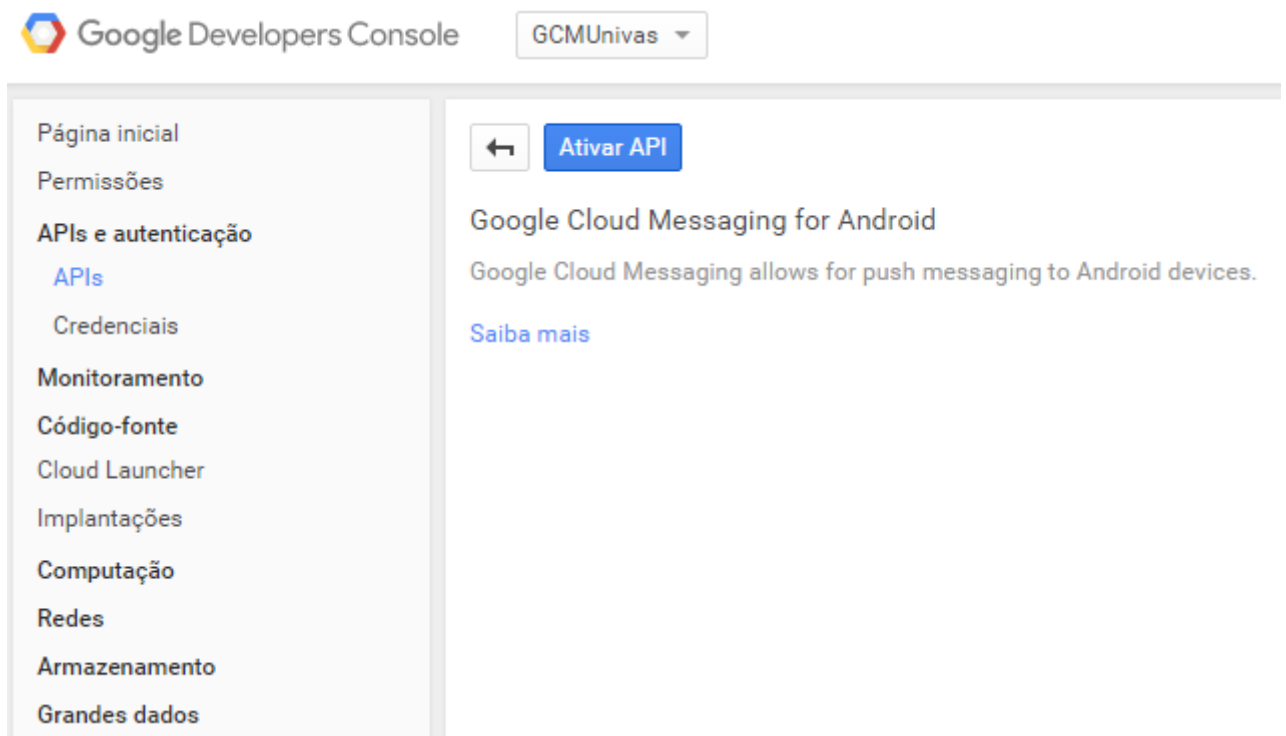 Google Developers Console
GCMUnivas
Página inicial
Permissões
APIs e autenticação
APIs
Credenciais
Monitoramento
Código-fonte
Cloud Launcher
Implantações
Computação
Redes
Armazenamento
Grandes dados
Ativar API
Google Cloud Messaging for Android
Google Cloud Messaging allows for push messaging to Android devices.
Saiba mais